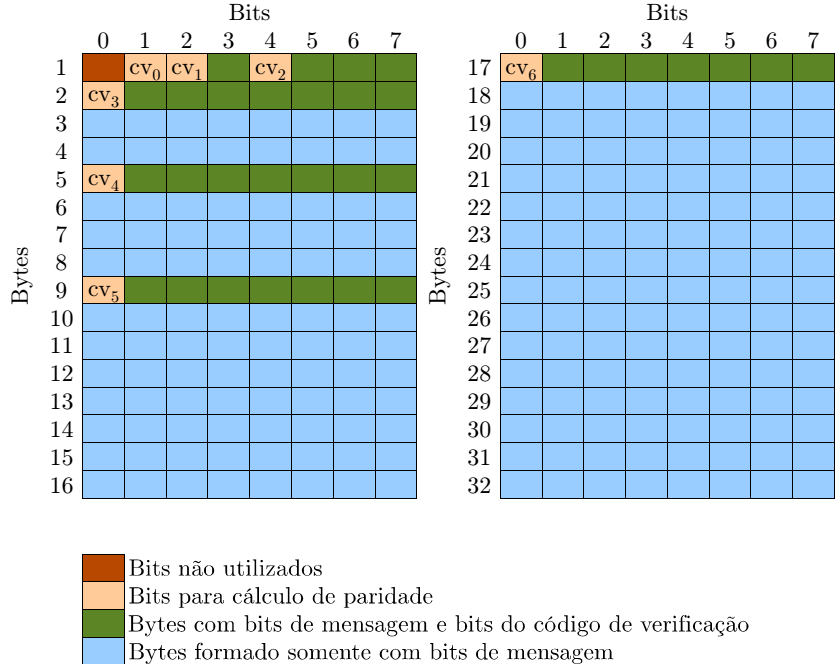 Bits
0 1 2 3 4 5 6 7
Bytes
1 cv0 cv1 cv2
2 cv3
3
4
5 cv4
6
7
8
9 cv5
10
11
12
13
14
15
16
Bits
0 1 2 3 4 5 6 7
Bytes
17 cv6
18
19
20
21
22
23
24
25
26
27
28
29
30
31
32
Bits não utilizados
Bits para cálculo de paridade
Bytes com bits de mensagem e bits do código de verificação
Bytes formado somente com bits de mensagem